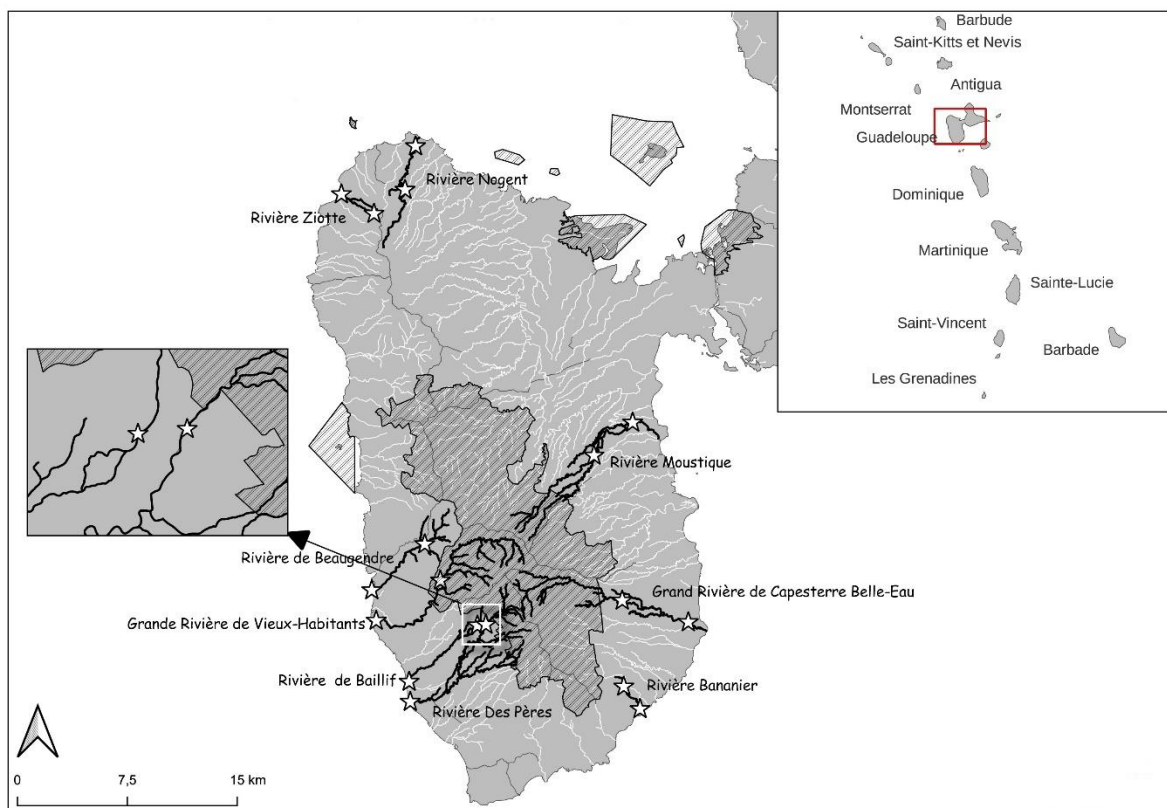 Barbude
Saint-Kitts et Nevis
Antigua
Montserrat
Guadeloupe
Dominique
Martinique
Sainte-Lucie
Saint-Vincent
Barbade
Les Grenadines
Rivière Nogent
Rivière Ziotte
Rivière Moustique
Rivière de Beaugendre
Grand Rivière de Capesterre Belle-Eau
Grande Rivière de Vieux-Habitants
Rivière de Baillif
Rivière Bananier
Rivière Des Pères
0 7,5 15 km